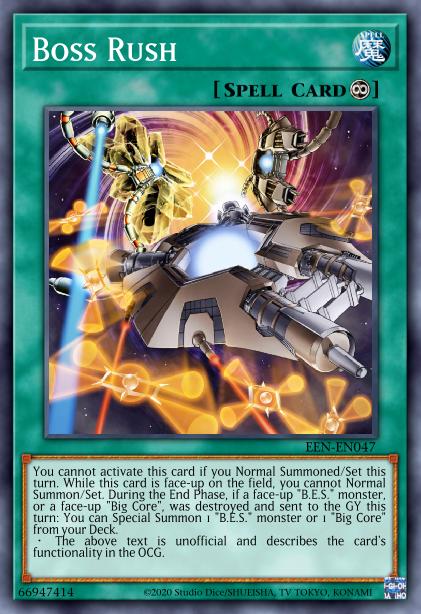 Boss Rush
SPELL
魔
[Spell Card]
EEN-EN047
You cannot activate this card if you Normal Summoned/Set this
turn. While this card is face-up on the field, you cannot Normal
Summon/Set. During the End Phase, if a face-up "B.E.S." monster,
or a face-up "Big Core", was destroyed and sent to the GY this
turn: You can Special Summon 1 "B.E.S." monster or 1 "Big Core"
from your Deck.
· The above text is unofficial and describes the card's
functionality in the OCG.
66947414
©2020 Studio Dice/SHUEISHA, TV TOKYO, KONAMI